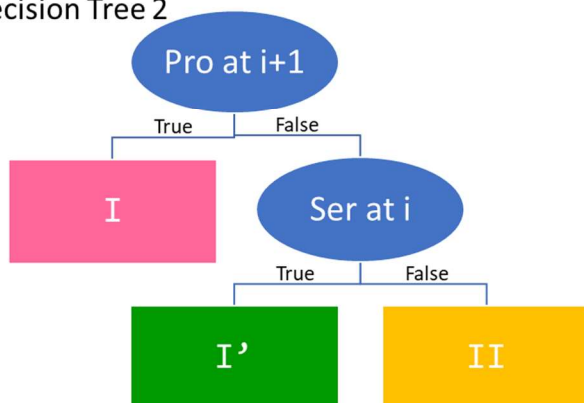 ecision Tree 2
Pro at i+1
True
False
I
Ser at i
True
False
I’
II